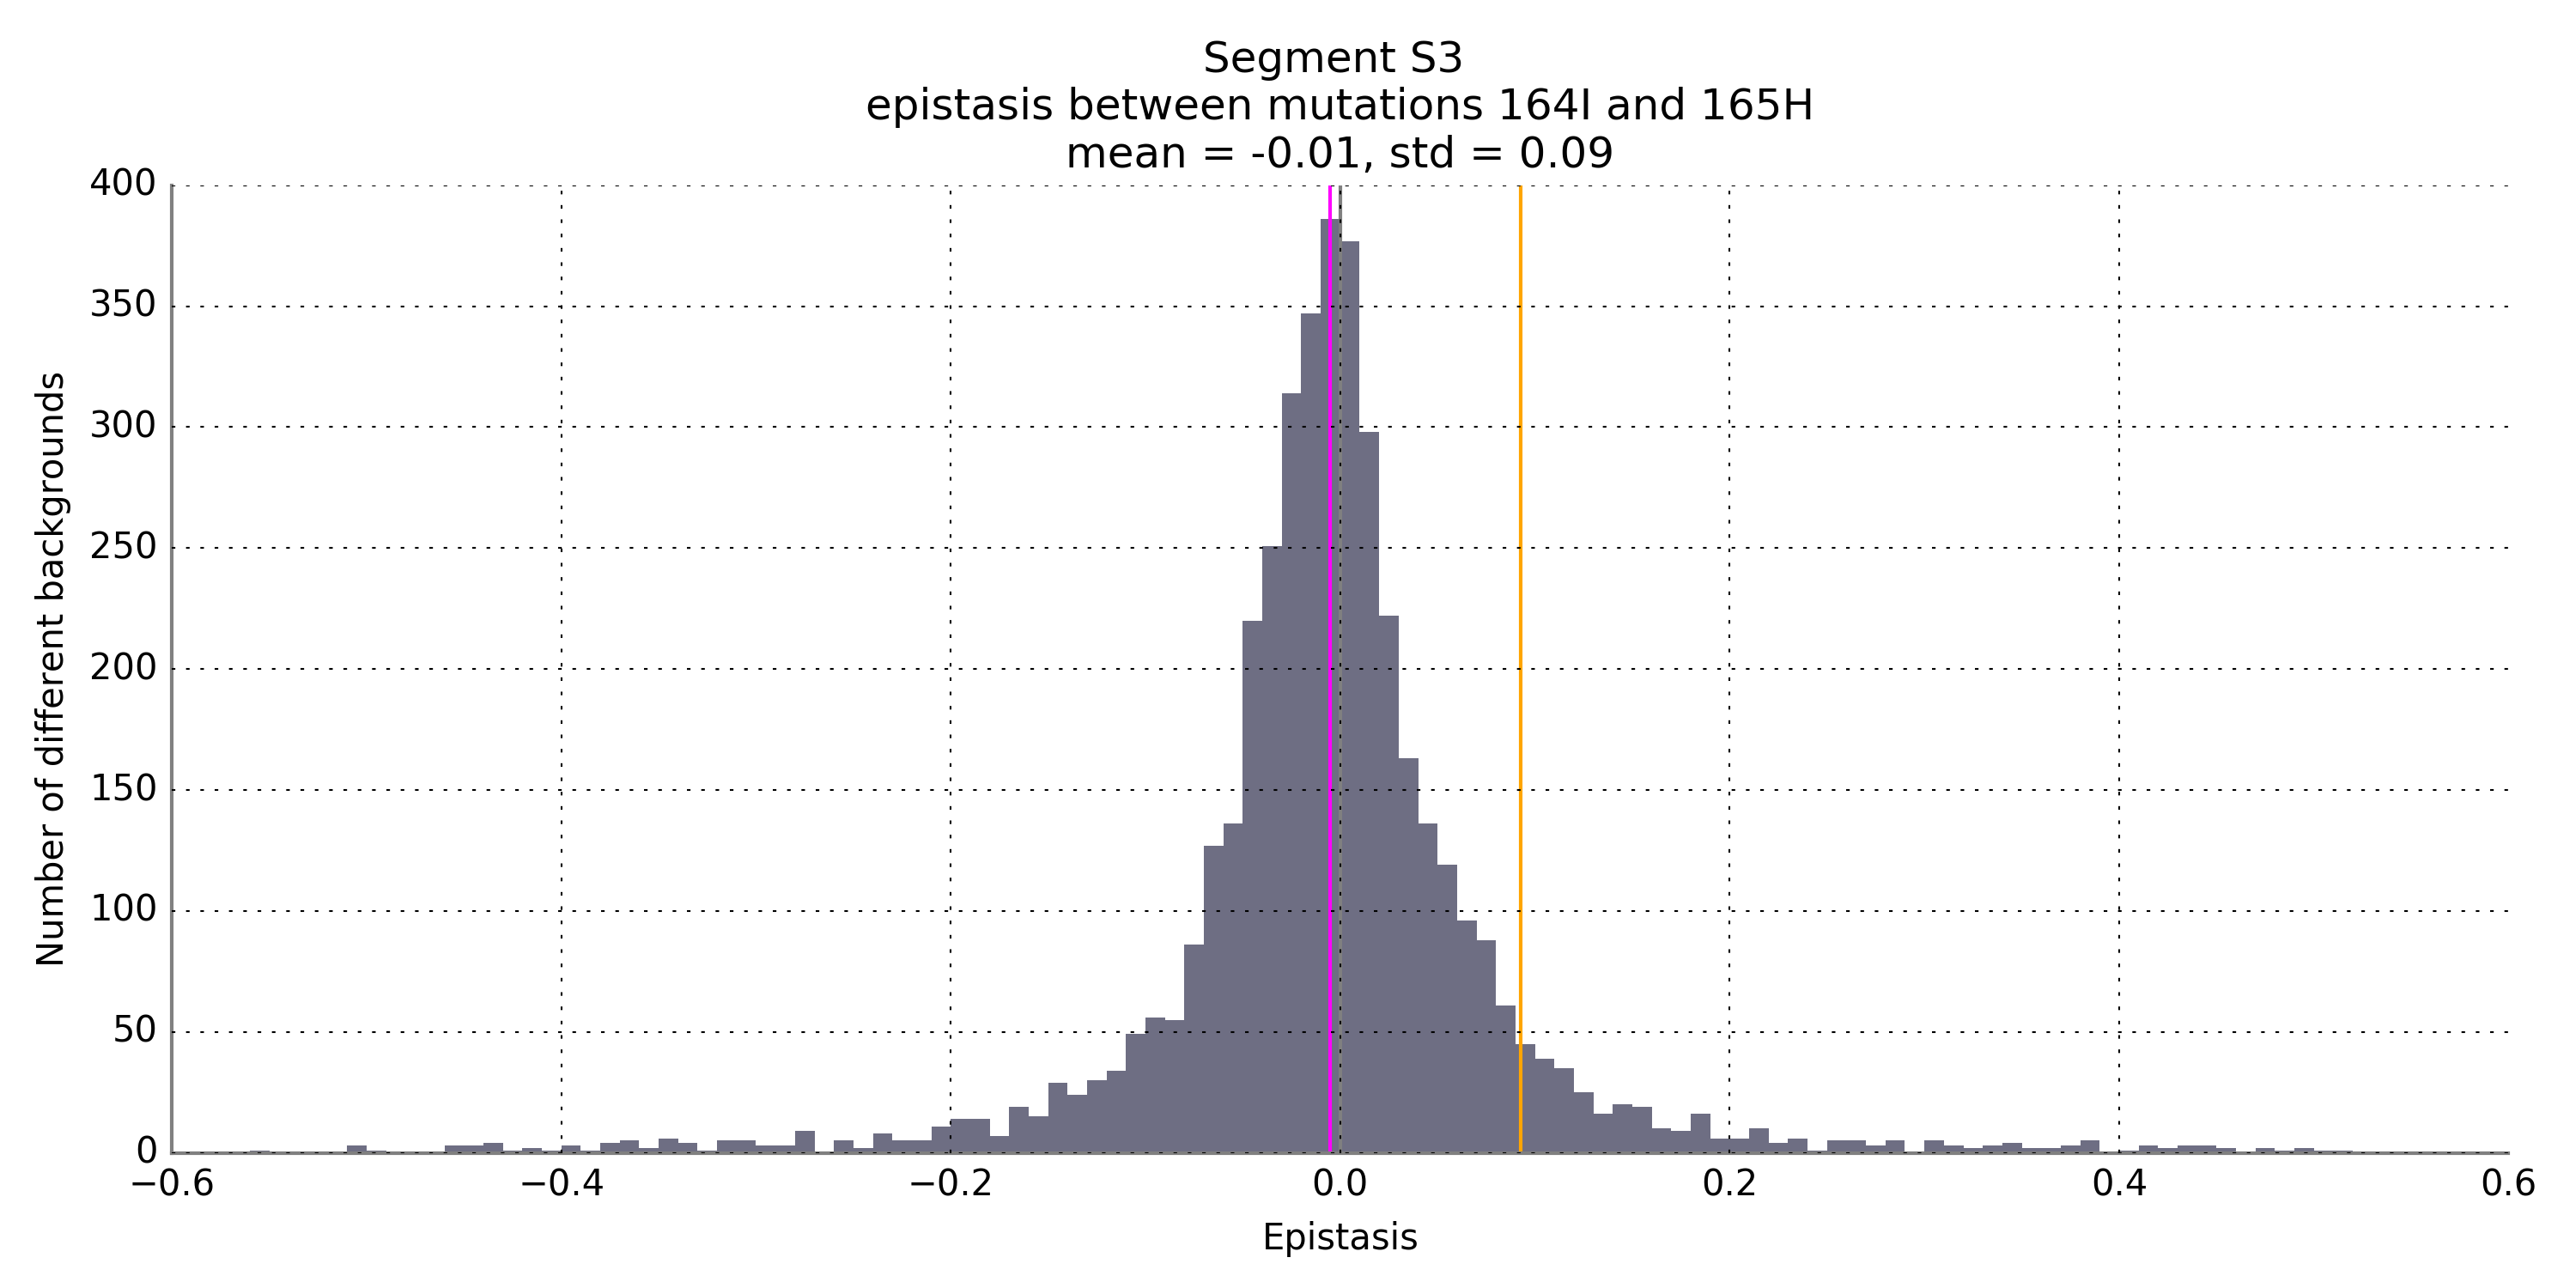 Segment S3
epistasis between mutations 164I and 165H
mean = -0.01, std = 0.09
400
350
300
250
200
150
100
50
0
Number of different backgrounds
−0.6 −0.4 −0.2 0.0 0.2 0.4 0.6
Epistasis